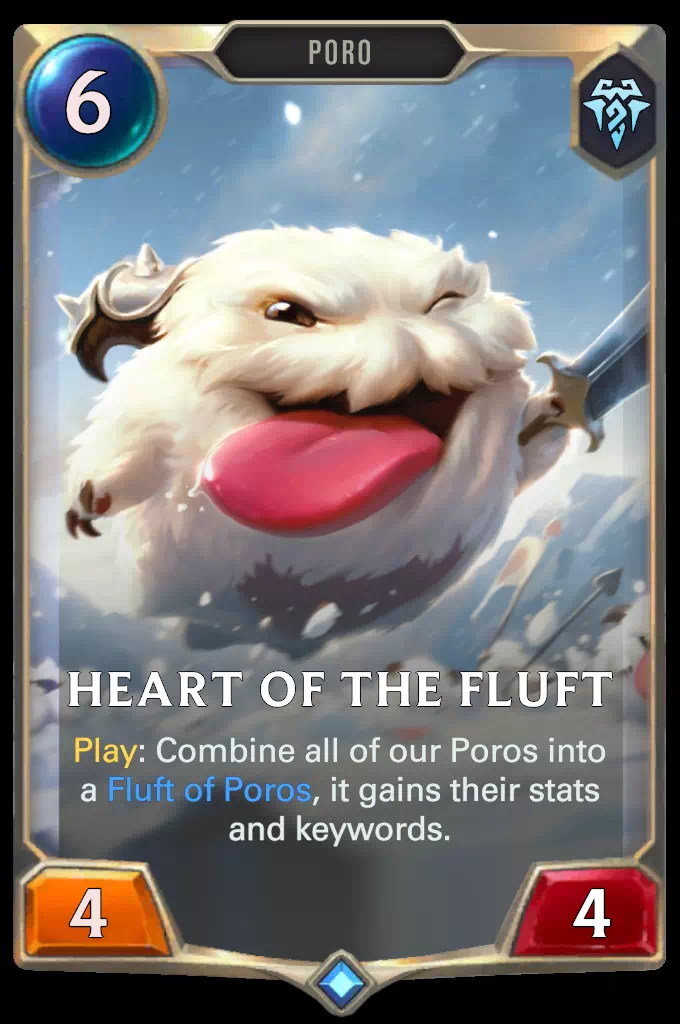 PORO
6
HEART OF THE FLUFT
Play: Combine all of our Poros into
a Fluft of Poros, it gains their stats
and keywords.
4
4